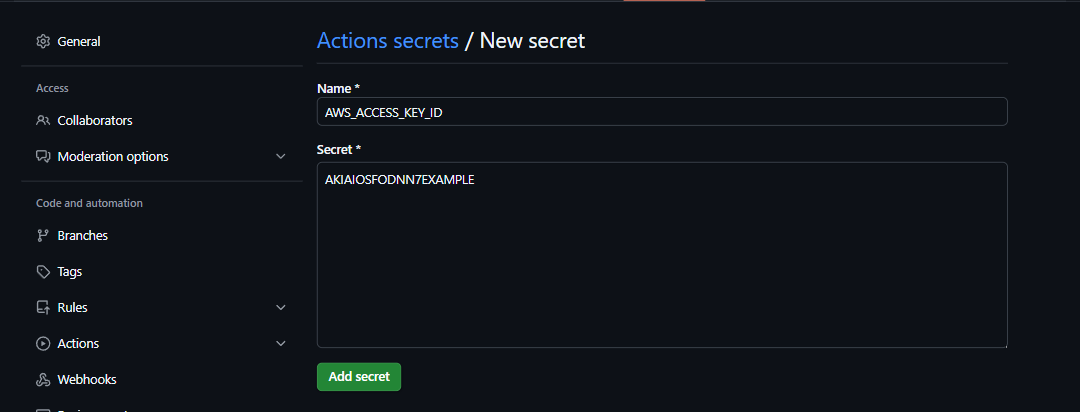 General
Access
Collaborators
Moderation options
Code and automation
Branches
Tags
Rules
Actions
Webhooks
Actions secrets / New secret
Name *
AWS_ACCESS_KEY_ID
Secret *
AKIAIOSFODNN7EXAMPLE
Add secret